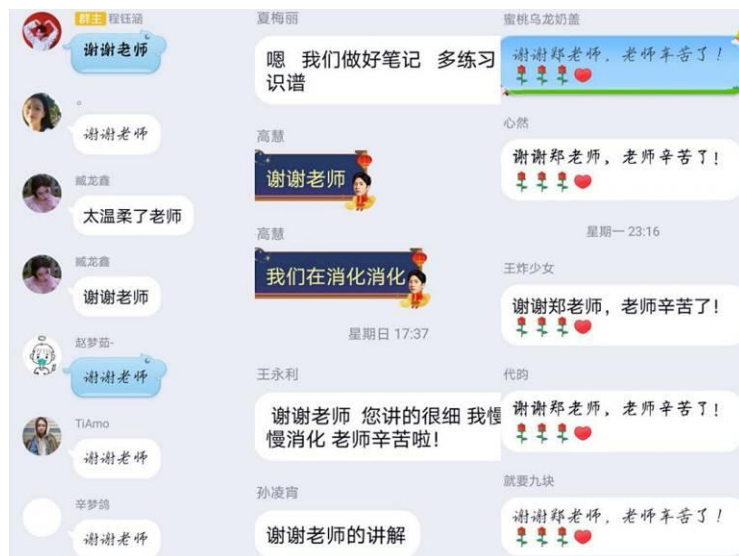 群主 程钰涵
谢谢老师
。
谢谢老师
臧龙鑫
太温柔了老师
臧龙鑫
谢谢老师
赵梦茹-
谢谢老师
TiAmo
谢谢老师
辛梦鸽
谢谢老师
夏梅丽
嗯 我们做好笔记 多练习
识谱
高慧
谢谢老师
高慧
我们在消化消化
星期日 17:37
王永利
谢谢老师 您讲的很细 我慢
慢消化 老师辛苦啦!
孙凌宵
谢谢老师的讲解
蜜桃乌龙奶盖
谢谢郑老师，老师辛苦了！
🌹🌹🌹❤️
心然
谢谢郑老师，老师辛苦了!
🌹🌹🌹❤️
星期一 23:16
王炸少女
谢谢郑老师，老师辛苦了!
🌹🌹🌹❤️
代昀
谢谢郑老师，老师辛苦了!
🌹🌹🌹❤️
就要九块
谢谢郑老师，老师辛苦了！
🌹🌹🌹❤️